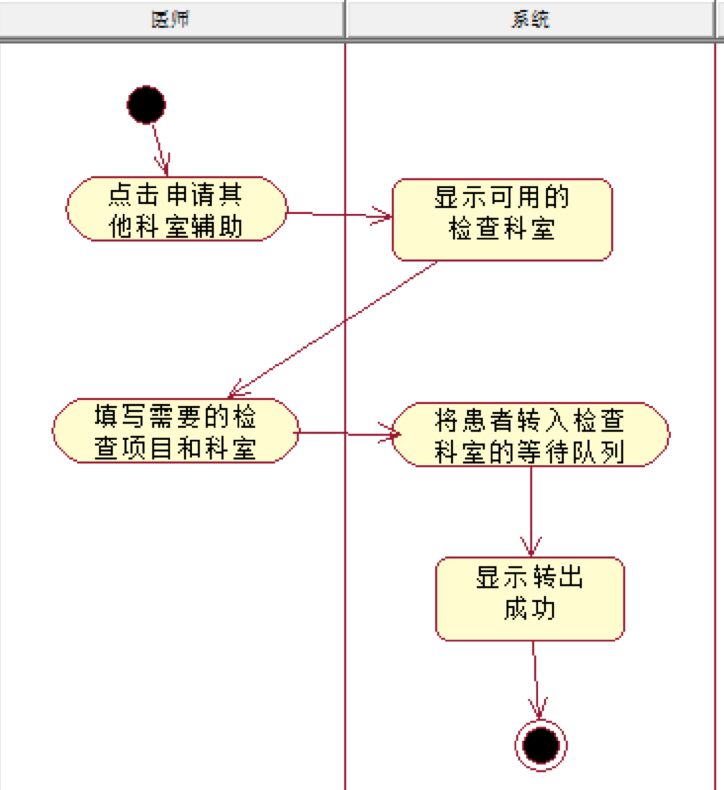 医师
系统
点击申请其
他科室辅助
显示可用的
检查科室
填写需要的检
查项目和科室
将患者转入检查
科室的等待队列
显示转出
成功